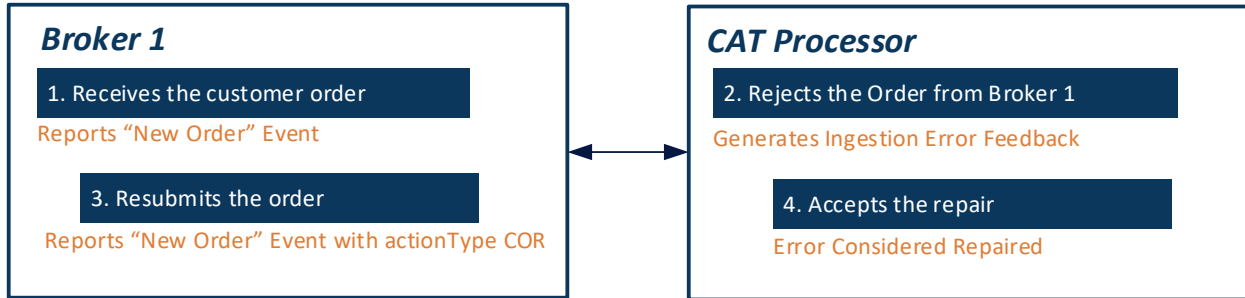 Broker 1
1. Receives the customer order
Reports “New Order” Event
3. Resubmits the order
Reports “New Order” Event with actionType COR
CAT Processor
2. Rejects the Order from Broker 1
Generates Ingestion Error Feedback
4. Accepts the repair
Error Considered Repaired